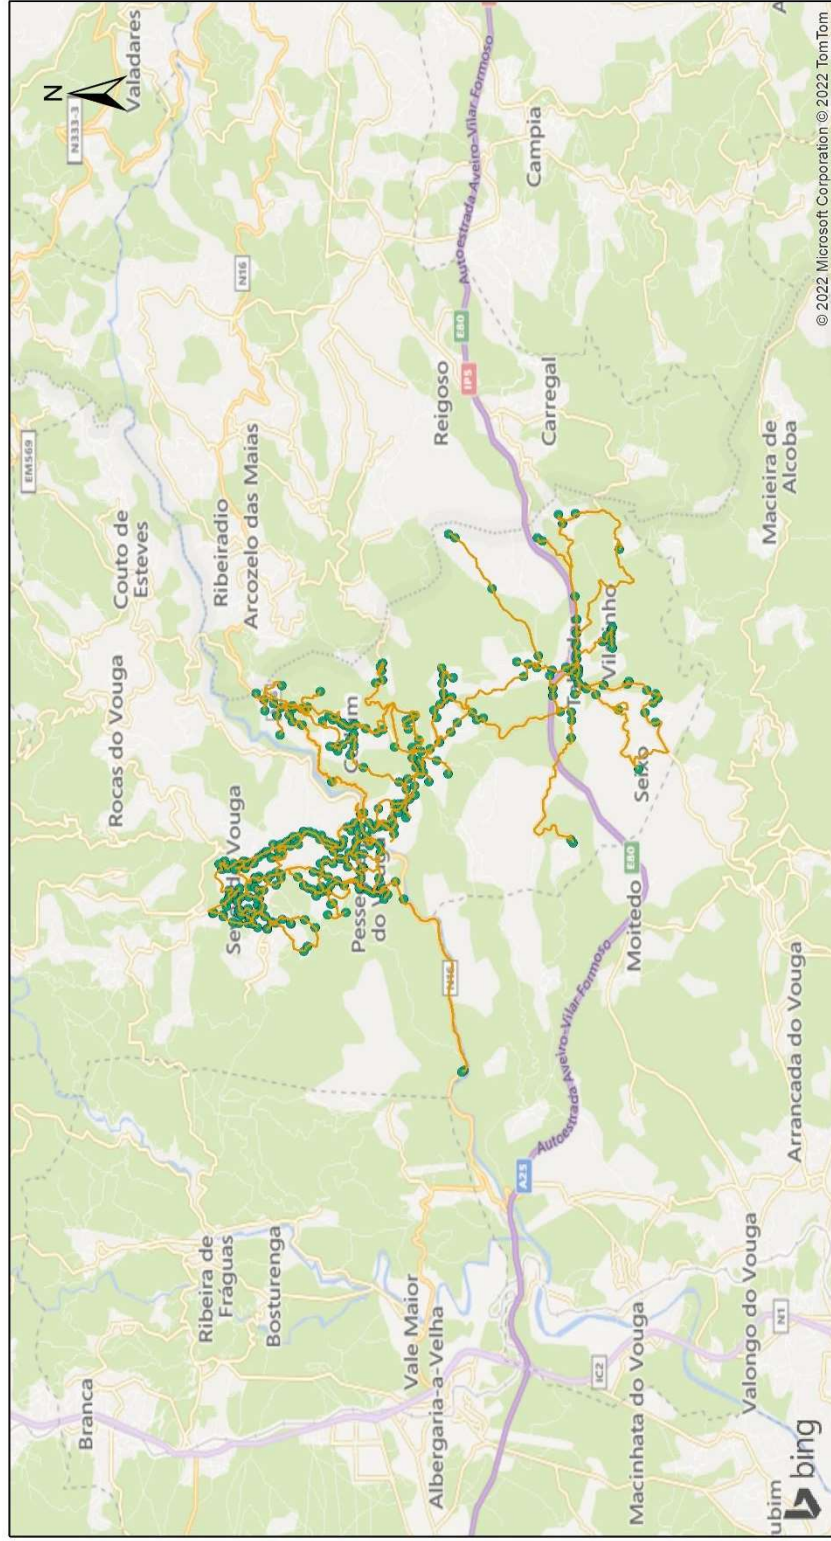 EM569
N
N333-3
Branca
Rocas do Vouga
Couto de
Esteves
Valadares
Ribeira de
Fráguas
Ribeiradio
Arcozelo das Maias
N16
Vouga
Bosturenga
do Vouga
Vale Maior
Albergaria-a-Velha
N16
Reigoso
IP5
E80
Autoestrada Aveiro-Vilar Formoso
A25
Autoestrada Aveiro-Vilar Formoso
Carregal
Campia
IC2
Macinhata do Vouga
Moitedo
E80
Seixo
Valongo do Vouga
Arrancada do Vouga
Macieira de
Alcoba
N1
ubim
bing
© 2022 Microsoft Corporation © 2022 TomTom